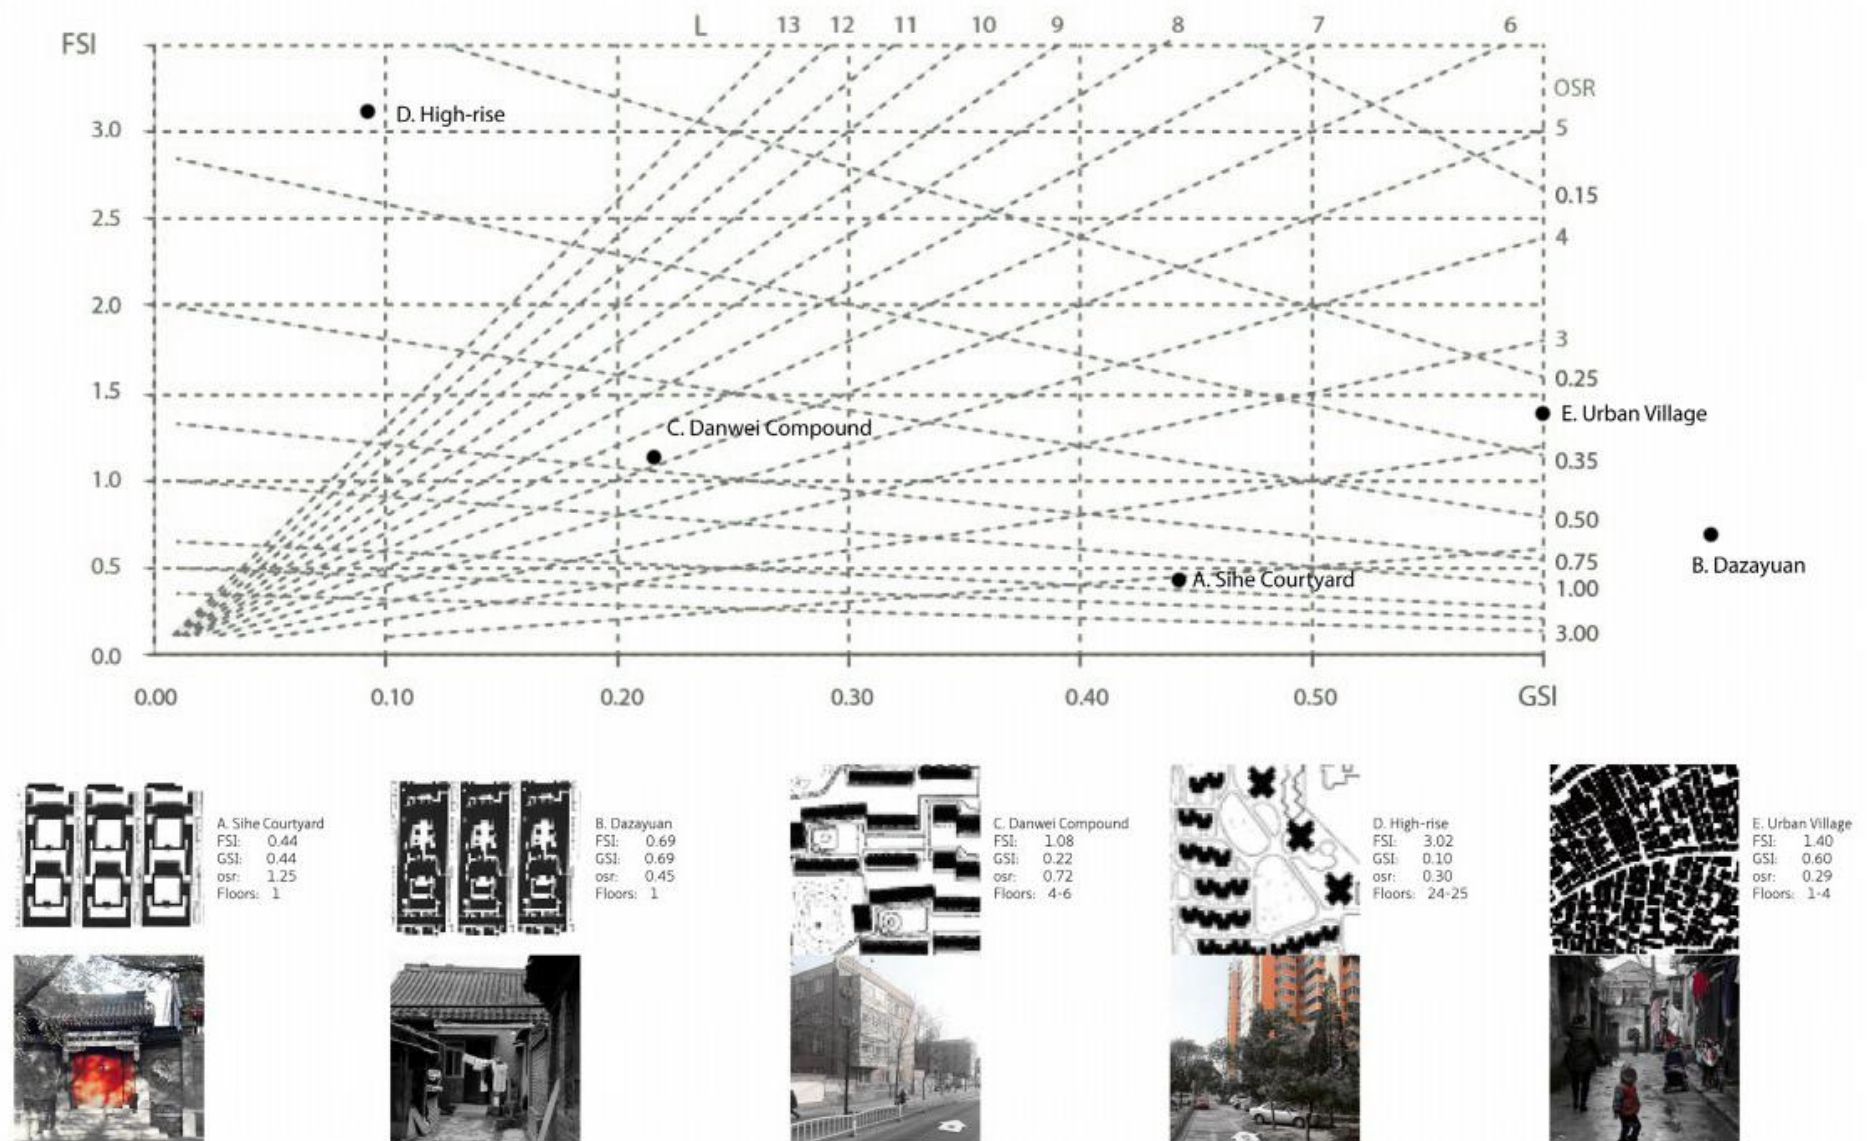 L 13 12 11 10 9 8 7 6
FSI
OSR
D. High-rise
5
3.0
0.15
2.5
4
2.0
3
0.25
1.5
E. Urban Village
C. Danwei Compound
0.35
1.0
0.50
0.75
B. Dazayuan
0.5
A. Sihe Courtyard
1.00
3.00
0.0
0.00 0.10 0.20 0.30 0.40 0.50 GSI
A. Sihe Courtyard
FSI: 0.44
GSI: 0.44
osr: 1.25
Floors: 1
B. Dazayuan
FSI: 0.69
GSI: 0.69
osr: 0.45
Floors: 1
C. Danwei Compound
FSI: 1.08
GSI: 0.22
osr: 0.72
Floors: 4-6
D. High-rise
FSI: 3.02
GSI: 0.10
osr: 0.30
Floors: 24-25
E. Urban Village
FSI: 1.40
GSI: 0.60
osr: 0.29
Floors: 1-4